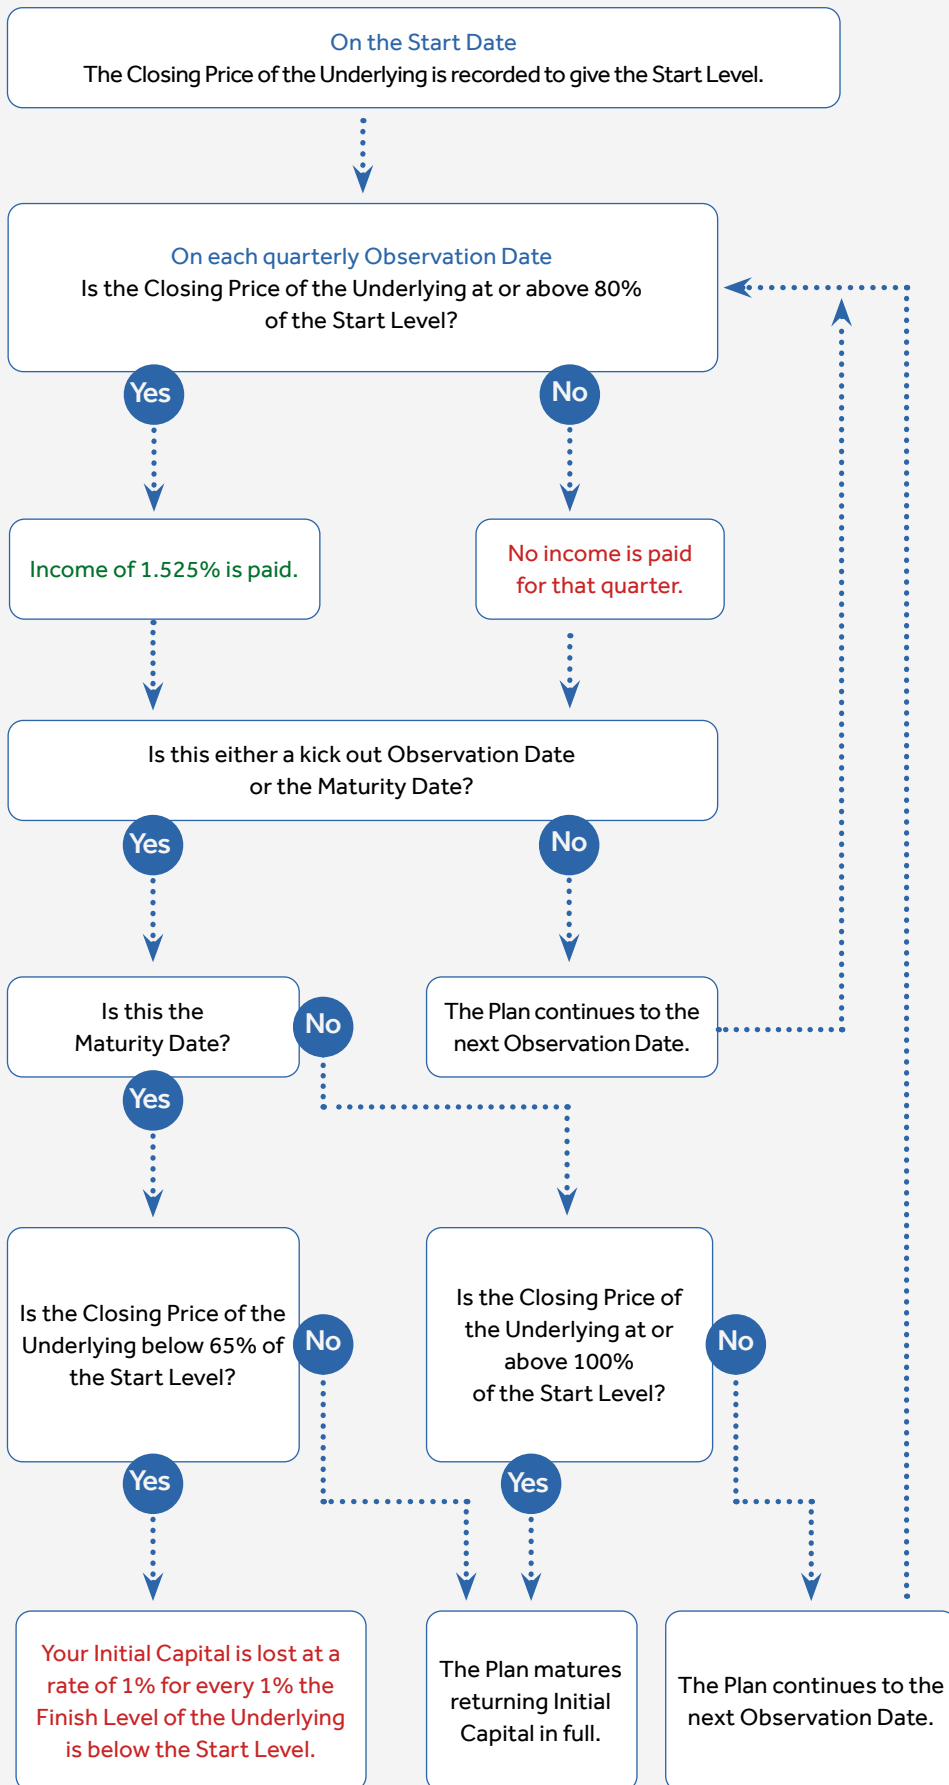 On the Start Date
The Closing Price of the Underlying is recorded to give the Start Level.
On each quarterly Observation Date
Is the Closing Price of the Underlying at or above 80%
of the Start Level?
Yes
No
Income of 1.525% is paid.
No income is paid
for that quarter.
Is this either a kick out Observation Date
or the Maturity Date?
Yes
No
Is this the
Maturity Date?
No
The Plan continues to the
next Observation Date.
Yes
Is the Closing Price of the
Underlying below 65% of
the Start Level?
No
Is the Closing Price of
the Underlying at or
above 100%
of the Start Level?
No
Yes
Yes
Your Initial Capital is lost at a
rate of 1% for every 1% the
Finish Level of the Underlying
is below the Start Level.
The Plan matures
returning Initial
Capital in full.
The Plan continues to the
next Observation Date.